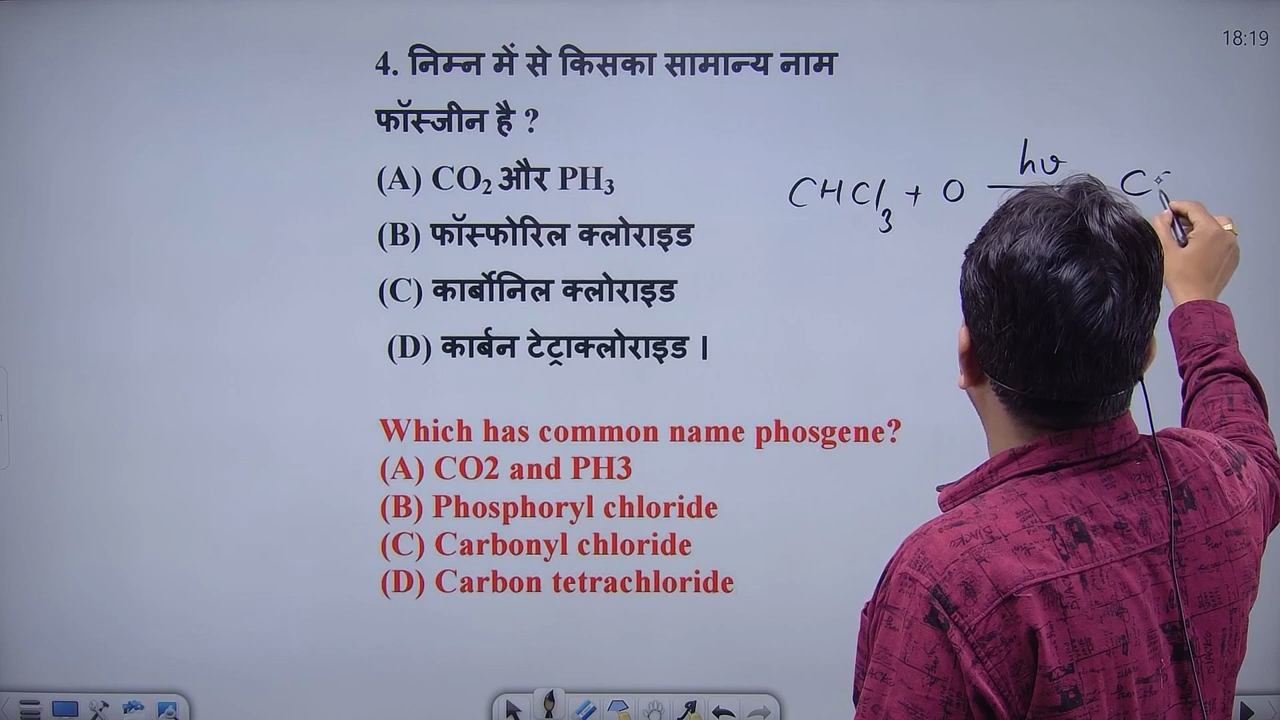 18:19
4. निम्न में से किसका सामान्य नाम
फॉस्जीन है ?
(A) CO₂ और PH₃
(B) फॉस्फोरिल क्लोराइड
(C) कार्बोनिल क्लोराइड
(D) कार्बन टेट्राक्लोराइड ।
CHCl₃ + O hυ C
Which has common name phosgene?
(A) CO2 and PH3
(B) Phosphoryl chloride
(C) Carbonyl chloride
(D) Carbon tetrachloride